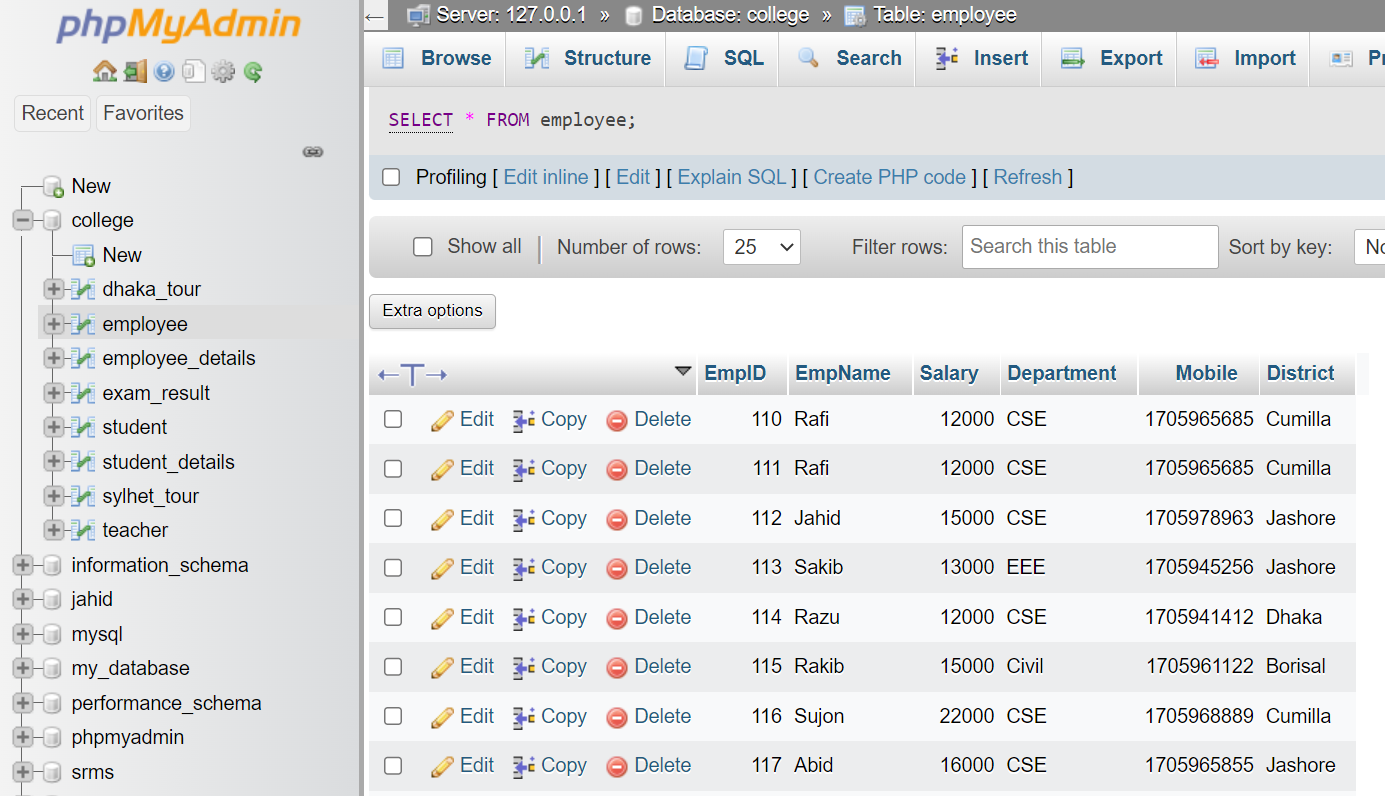 phpMyAdmin
Recent Favorites
New
college
New
dhaka_tour
employee
employee_details
exam_result
student
student_details
sylhet_tour
teacher
information_schema
jahid
mysql
my_database
performance_schema
phpmyadmin
srms
Server: 127.0.0.1 » Database: college » Table: employee
Browse Structure SQL Search Insert Export Import
SELECT * FROM employee;
Profiling [ Edit inline ] [ Edit ] [ Explain SQL ] [ Create PHP code ] [ Refresh ]
Show all Number of rows: 25 Filter rows: Search this table Sort by key:
Extra options
←T→ EmpID EmpName Salary Department Mobile District
Edit Copy Delete 110 Rafi 12000 CSE 1705965685 Cumilla
Edit Copy Delete 111 Rafi 12000 CSE 1705965685 Cumilla
Edit Copy Delete 112 Jahid 15000 CSE 1705978963 Jashore
Edit Copy Delete 113 Sakib 13000 EEE 1705945256 Jashore
Edit Copy Delete 114 Razu 12000 CSE 1705941412 Dhaka
Edit Copy Delete 115 Rakib 15000 Civil 1705961122 Borisal
Edit Copy Delete 116 Sujon 22000 CSE 1705968889 Cumilla
Edit Copy Delete 117 Abid 16000 CSE 1705965855 Jashore